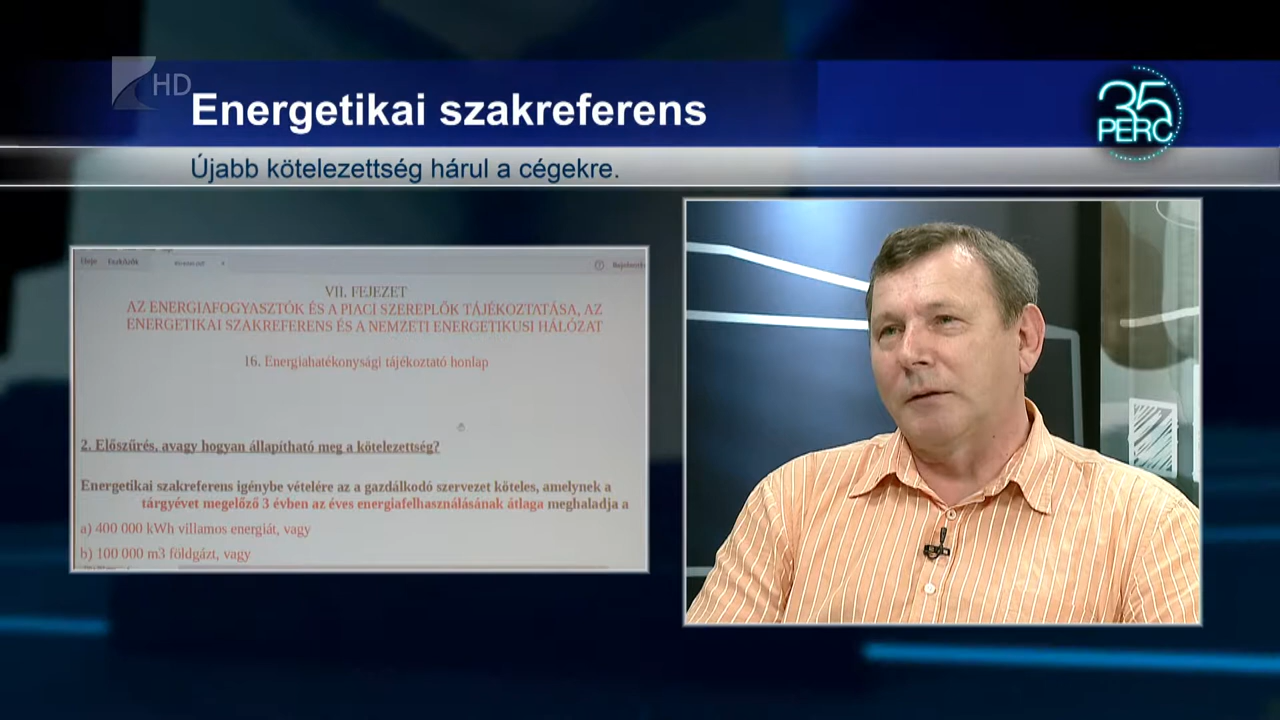 HD
Energetikai szakreferens
35
PERC
Újabb kötelezettség hárul a cégekre.
Eszközök
VII. FEJEZET
AZ ENERGIAFOGYASZTÓK ÉS A PIACI SZEREPLŐK TÁJÉKOZTATÁSA, AZ
ENERGETIKAI SZAKREFERENS ÉS A NEMZETI ENERGETIKUSI HÁLÓZAT
16. Energiahatékonysági tájékoztató honlap
2. Előszűrés, avagy hogyan állapítható meg a kötelezettség?
Energetikai szakreferens igénybe vételére az a gazdálkodó szervezet köteles, amelynek a
tárgyévet megelőző 3 évben az éves energiafelhasználásának átlaga meghaladja a
a) 400 000 kWh villamos energiát, vagy
b) 100 000 m3 földgázt, vagy